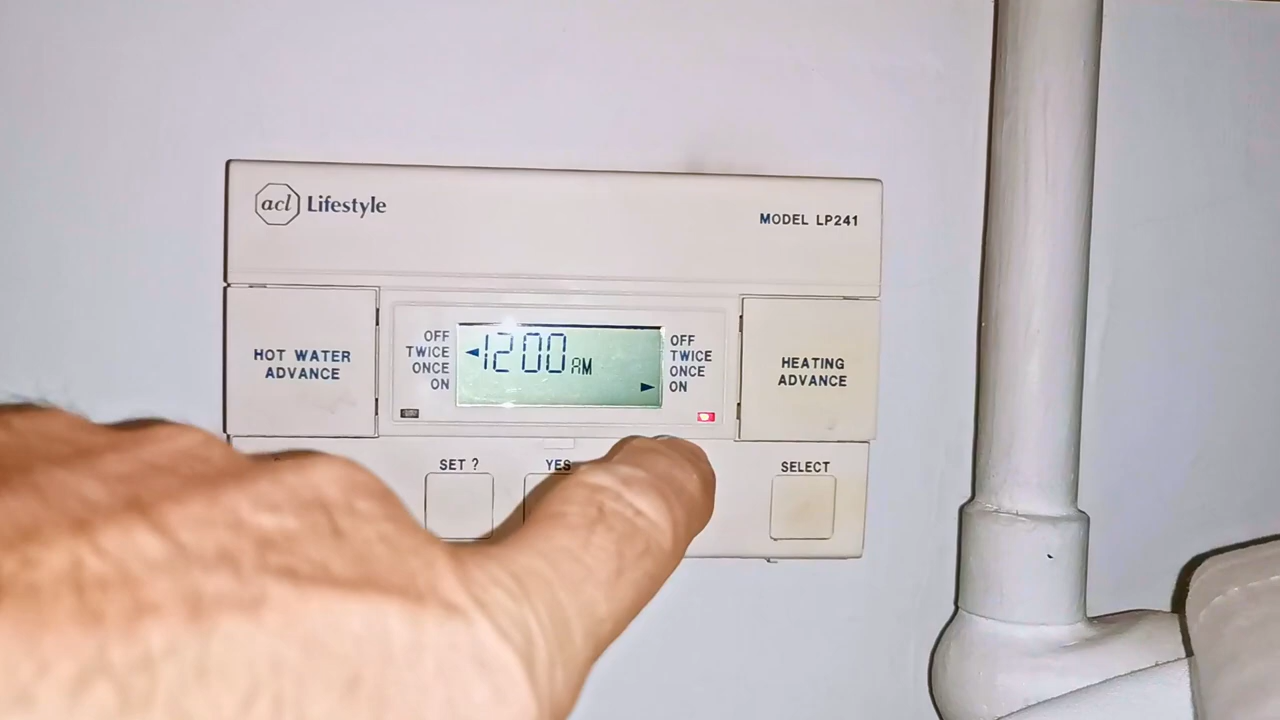 acl Lifestyle
MODEL LP241
HOT WATER
ADVANCE
OFF
TWICE
ONCE
ON
12:00 AM
OFF
TWICE
ONCE
ON
HEATING
ADVANCE
SET ?
YES
SELECT